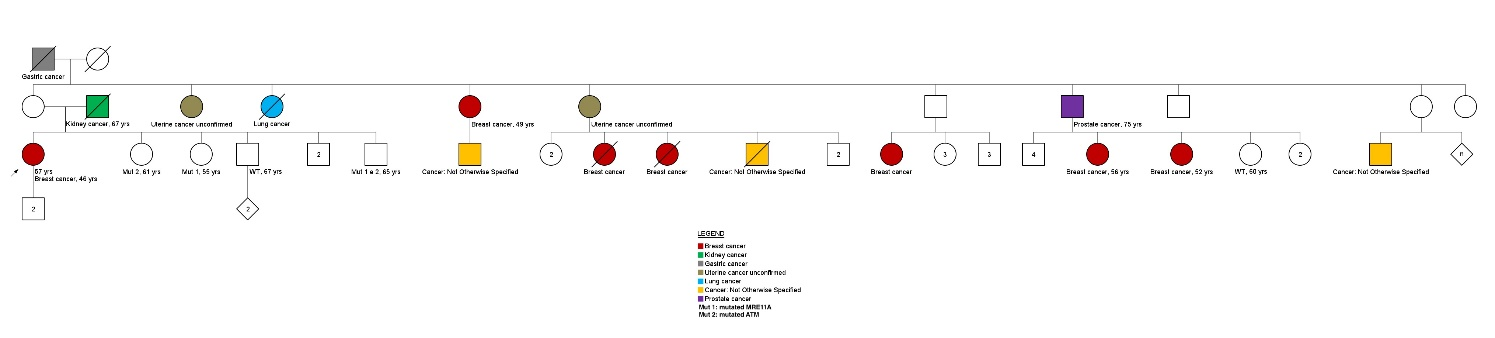 Gastric cancer
Kidney cancer, 67 yrs
Uterine cancer unconfirmed
Lung cancer
Breast cancer, 49 yrs
Uterine cancer unconfirmed
Prostate cancer, 75 yrs
2
2
2
3
3
4
2
n
57 yrs
Breast cancer, 46 yrs
Mut 2, 61 yrs
Mut 1, 55 yrs
WT, 67 yrs
Mut 1 e 2, 65 yrs
Cancer: Not Otherwise Specified
Breast cancer
Breast cancer
Cancer: Not Otherwise Specified
Breast cancer
Breast cancer, 56 yrs
Breast cancer, 52 yrs
WT, 60 yrs
Cancer: Not Otherwise Specified
2
2
LEGEND
Breast cancer
Kidney cancer
Gastric cancer
Uterine cancer unconfirmed
Lung cancer
Cancer: Not Otherwise Specified
Prostate cancer
Mut 1: mutated MRE11A
Mut 2: mutated ATM